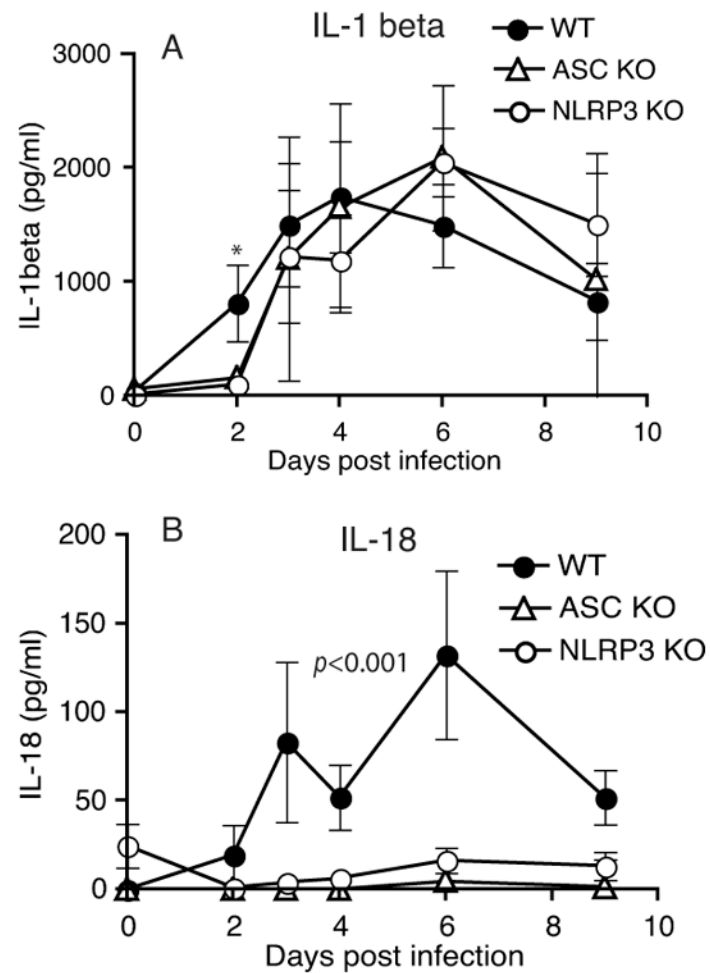 A
IL-1 beta
WT
ASC KO
NLRP3 KO
IL-1beta (pg/ml)
3000
2000
1000
0
*
0 2 4 6 8 10
Days post infection
B
IL-18
WT
ASC KO
NLRP3 KO
IL-18 (pg/ml)
200
150
100
50
0
p<0.001
0 2 4 6 8 10
Days post infection